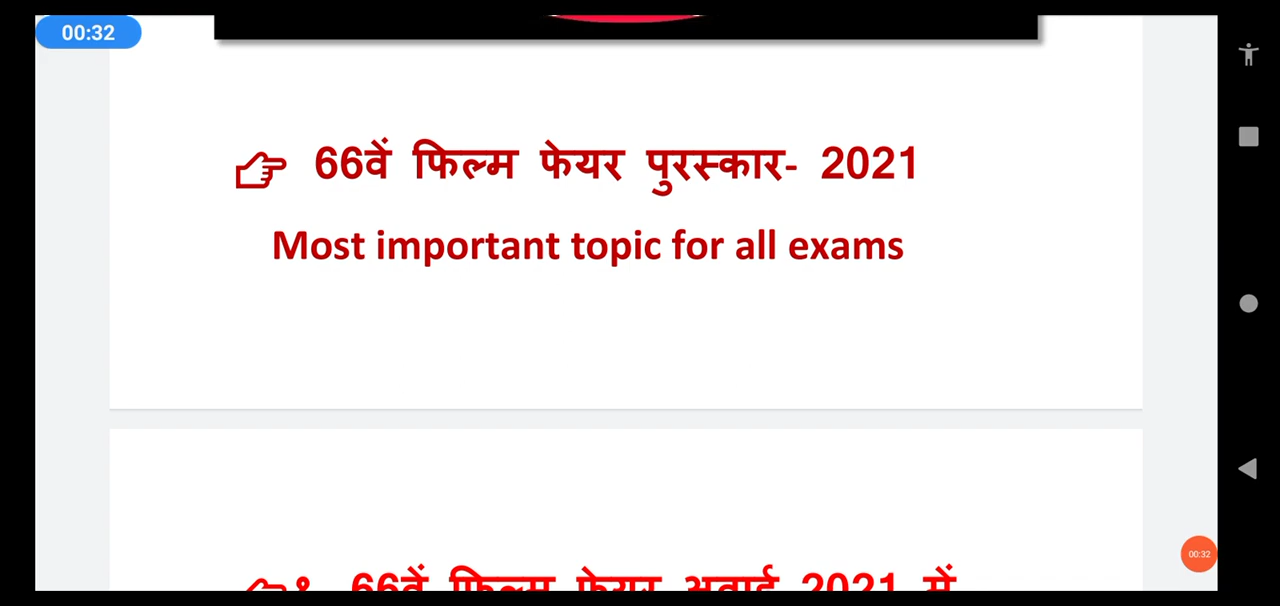 00:32
66वें फिल्म फेयर पुरस्कार- 2021
Most important topic for all exams
66वें फिल्म फेयर अवार्ड 2021 में
00:32